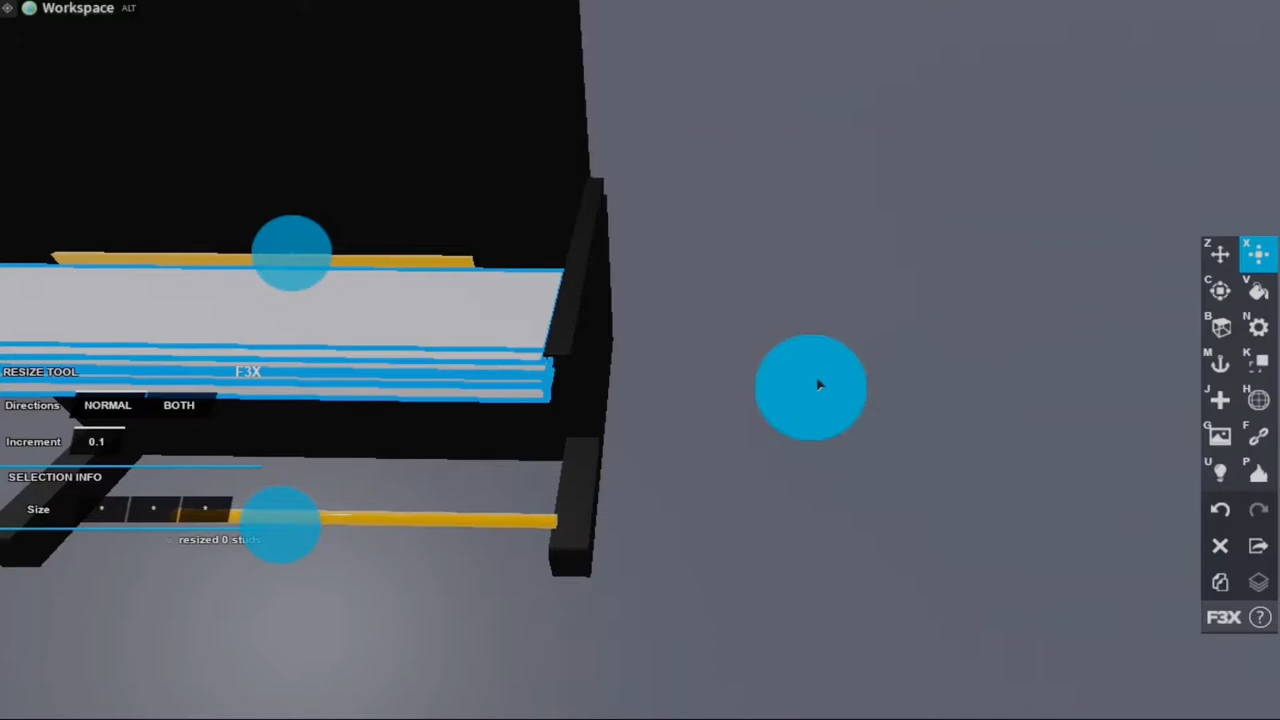 Workspace ALT
RESIZE TOOL F3X
Directions NORMAL BOTH
Increment 0.1
SELECTION INFO
Size * * *
resized 0 studs
Z X
C V
B N
M K
J H
G F
U P
F3X ?